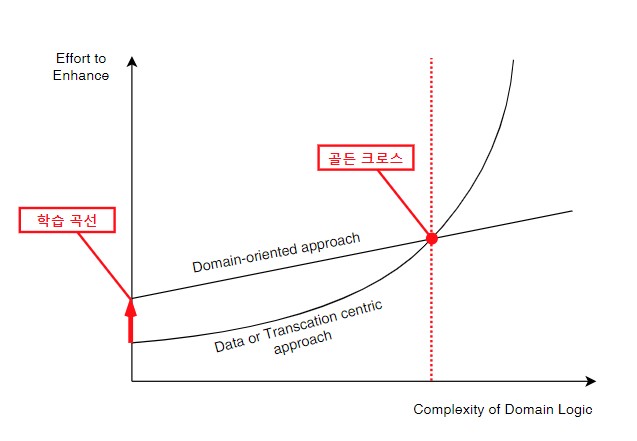 Effort to
Enhance
골든 크로스
학습 곡선
Domain-oriented approach
Data or Transcation centric
approach
Complexity of Domain Logic